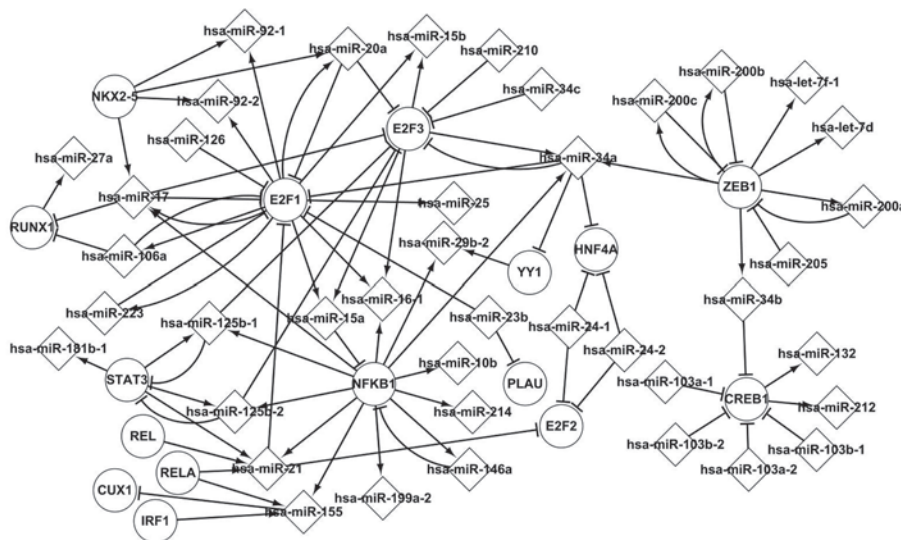 hsa-miR-92-1
hsa-miR-20a
hsa-miR-15b
hsa-miR-210
hsa-miR-200b
hsa-let-7f-1
NKX2-5
hsa-miR-92-2
hsa-miR-34c
hsa-miR-200c
hsa-miR-126
E2F3
hsa-let-7d
hsa-miR-27a
hsa-miR-34a
hsa-miR-17
E2F1
ZEB1
hsa-miR-25
hsa-miR-200a
RUNX1
hsa-miR-29b-2
HNF4A
hsa-miR-106a
YY1
hsa-miR-205
hsa-miR-16-1
hsa-miR-34b
hsa-miR-223
hsa-miR-15a
hsa-miR-23b
hsa-miR-125b-1
hsa-miR-24-1
hsa-miR-181b-1
hsa-miR-24-2
hsa-miR-132
hsa-miR-10b
STAT3
NFKB1
PLAU
hsa-miR-103a-1
CREB1
hsa-miR-125b-2
hsa-miR-214
hsa-miR-212
E2F2
REL
hsa-miR-103b-2
hsa-miR-103b-1
RELA
hsa-miR-21
hsa-miR-146a
hsa-miR-103a-2
CUX1
hsa-miR-199a-2
hsa-miR-155
IRF1